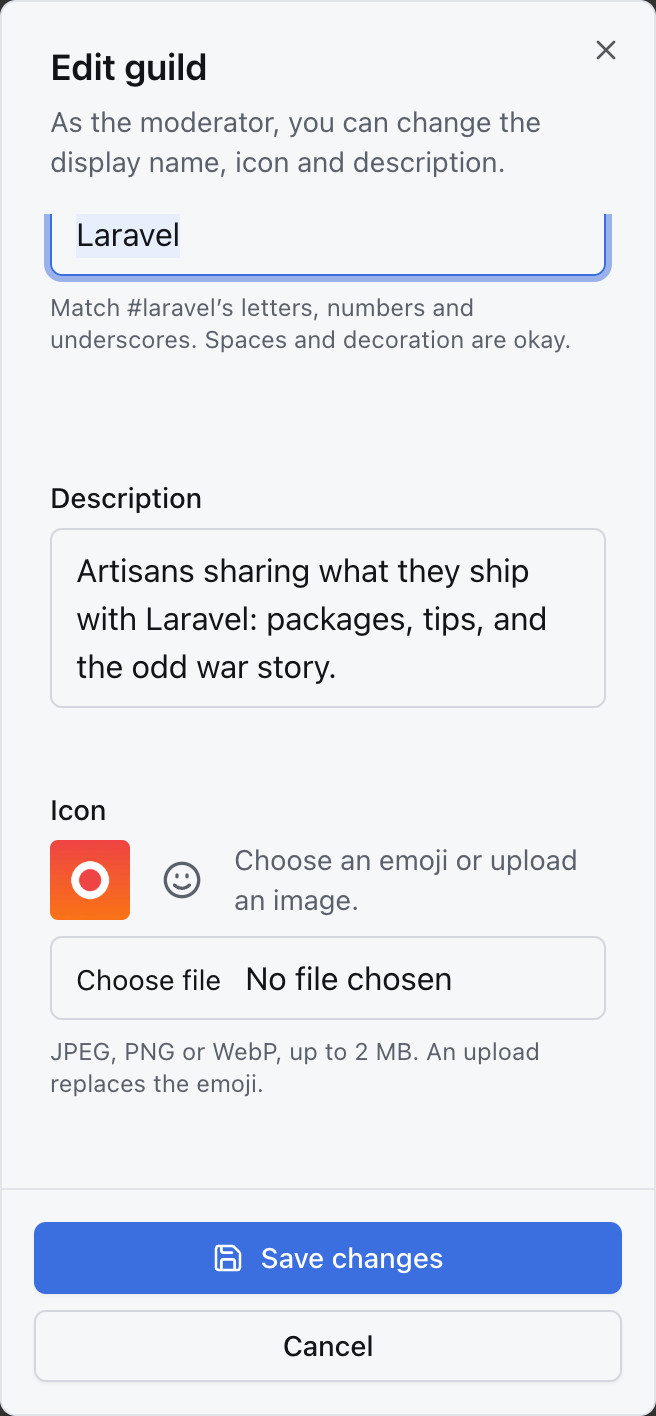 Edit guild
As the moderator, you can change the
display name, icon and description.
Laravel
Match #laravel’s letters, numbers and
underscores. Spaces and decoration are okay.
Description
Artisans sharing what they ship
with Laravel: packages, tips, and
the odd war story.
Icon
Choose an emoji or upload
an image.
Choose file No file chosen
JPEG, PNG or WebP, up to 2 MB. An upload
replaces the emoji.
Save changes
Cancel